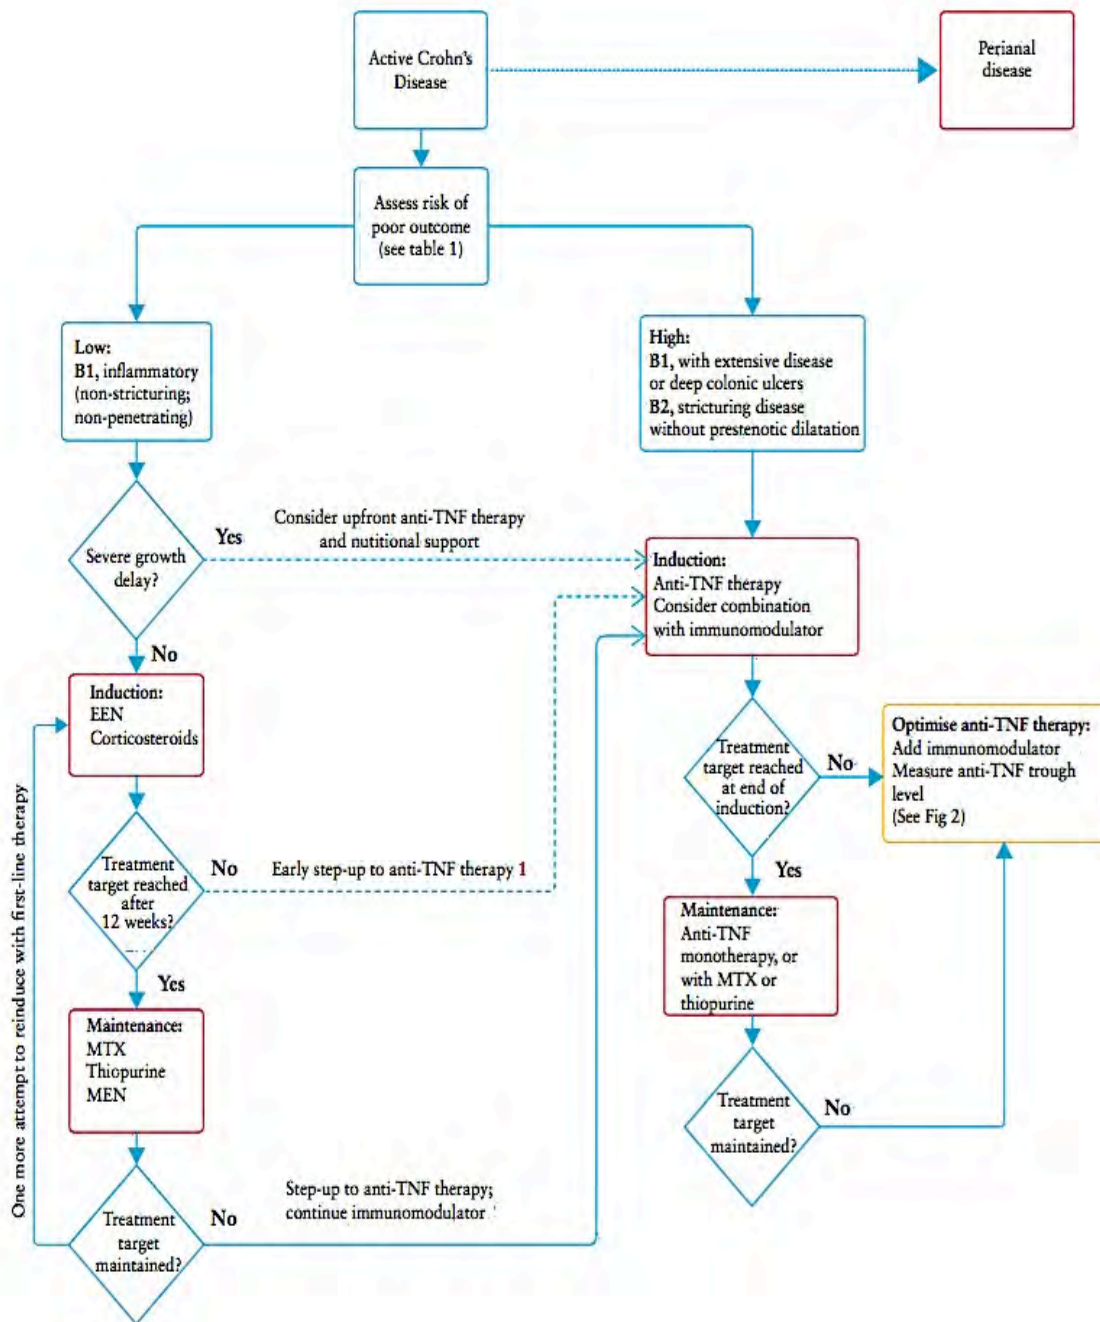 Active Crohn's
Disease
Perianal
disease
Assess risk of
poor outcome
(see table 1)
Low:
B1, inflammatory
(non-stricturing;
non-penetrating)
High:
B1, with extensive disease
or deep colonic ulcers
B2, stricturing disease
without prestenotic dilatation
Severe growth
delay?
Yes
Consider upfront anti-TNF therapy
and nutitional support
No
Induction:
Anti-TNF therapy
Consider combination
with immunomodulator
Induction:
EEN
Corticosteroids
Treatment
target reached
at end of
induction?
No
Optimise anti-TNF therapy:
Add immunomodulator
Measure anti-TNF trough
level
(See Fig 2)
Yes
Treatment
target reached
after
12 weeks?
No
Early step-up to anti-TNF therapy 1
Yes
Maintenance:
Anti-TNF
monotherapy, or
with MTX or
thiopurine
Maintenance:
MTX
Thiopurine
MEN
Treatment
target
maintained?
No
Treatment
target
maintained?
No
Step-up to anti-TNF therapy;
continue immunomodulator
One more attempt to reinduce with first-line therapy